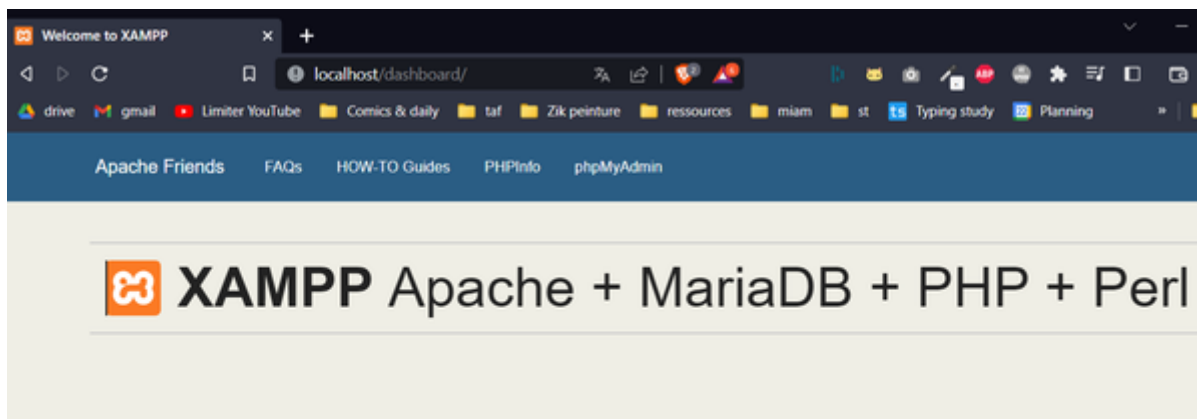 Welcome to XAMPP
localhost/dashboard/
drive gmail Limiter YouTube Comics & daily taf Zik peinture ressources miam st ts Typing study Planning »
Apache Friends FAQs HOW-TO Guides PHPInfo phpMyAdmin
XAMPP Apache + MariaDB + PHP + Perl